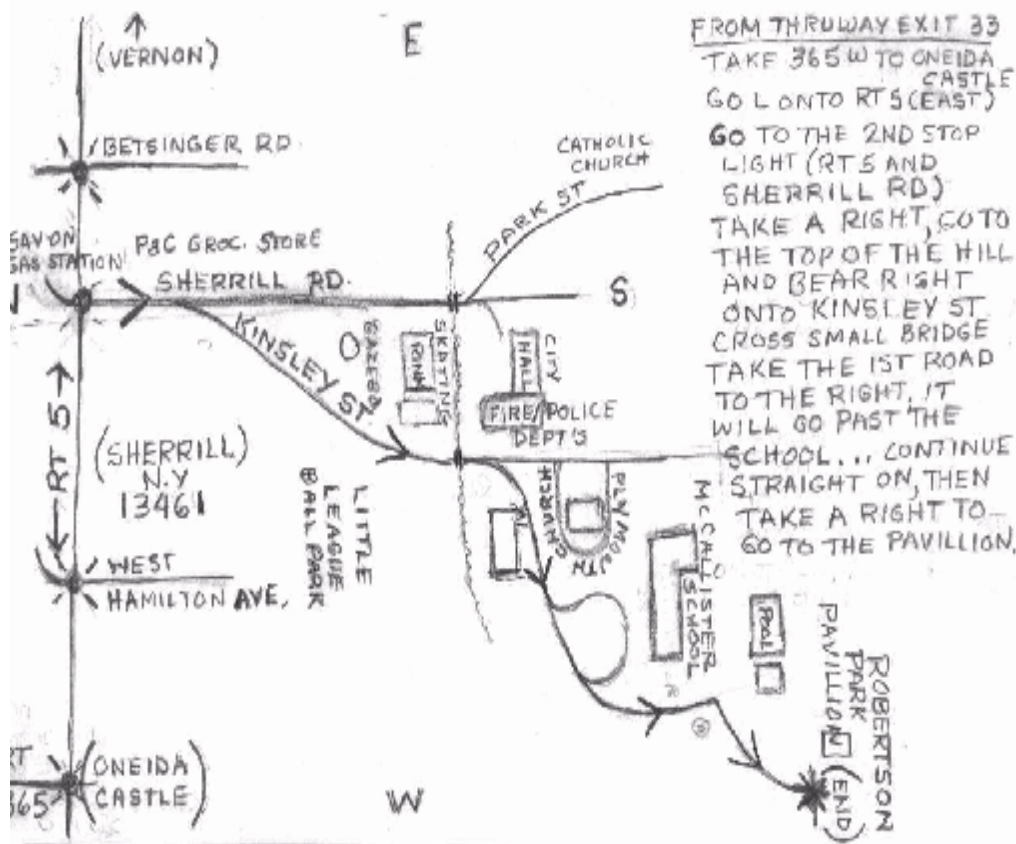 (VERNON)
E
BETSINGER RD.
SAVON
GAS STATION
P&C GROC. STORE
SHERRILL RD.
CATHOLIC
CHURCH
PARK ST
S
KINSLEY ST.
GAZEBO
SKATING
RINK
CITY
HALL
FIRE/POLICE
DEPT'S
RT 5
(SHERRILL)
N.Y
13461
LITTLE
LEAGUE
BALL PARK
PLYMOUTH
CHURCH
McCALLISTER
SCHOOL
POOL
WEST
HAMILTON AVE.
ROBERTSON
PARK
PAVILLION
(END)
RT
365
(ONEIDA
CASTLE)
W
FROM THRUWAY EXIT 33
TAKE 365 W TO ONEIDA
CASTLE
GO L ONTO RT 5 (EAST)
GO TO THE 2ND STOP
LIGHT (RT 5 AND
SHERRILL RD)
TAKE A RIGHT, GO TO
THE TOP OF THE HILL
AND BEAR RIGHT
ONTO KINSLEY ST
CROSS SMALL BRIDGE
TAKE THE 1ST ROAD
TO THE RIGHT. IT
WILL GO PAST THE
SCHOOL... CONTINUE
STRAIGHT ON, THEN
TAKE A RIGHT TO
GO TO THE PAVILLION.